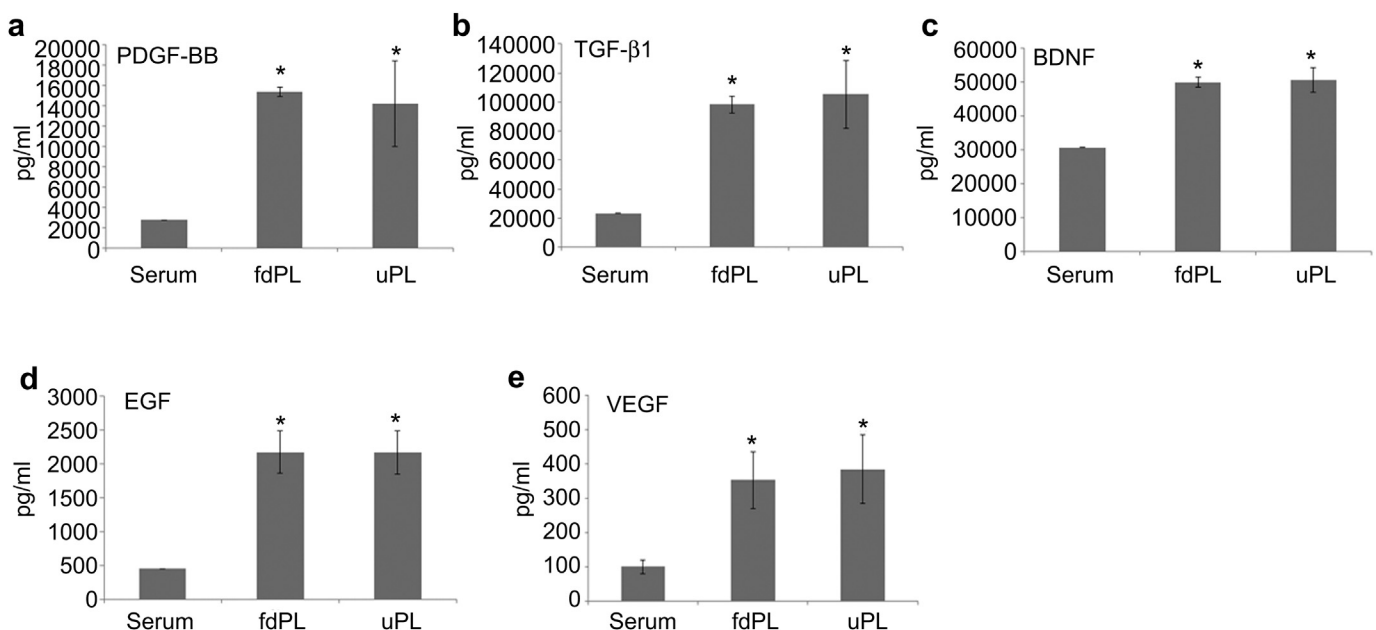 a
PDGF-BB
pg/ml
20000
18000
16000
14000
12000
10000
8000
6000
4000
2000
0
*
*
Serum fdPL uPL
b
TGF-β1
pg/ml
140000
120000
100000
80000
60000
40000
20000
0
*
*
Serum fdPL uPL
c
BDNF
pg/ml
60000
50000
40000
30000
20000
10000
0
*
*
Serum fdPL uPL
d
EGF
pg/ml
3000
2500
2000
1500
1000
500
0
*
*
Serum fdPL uPL
e
VEGF
pg/ml
600
500
400
300
200
100
0
*
*
Serum fdPL uPL